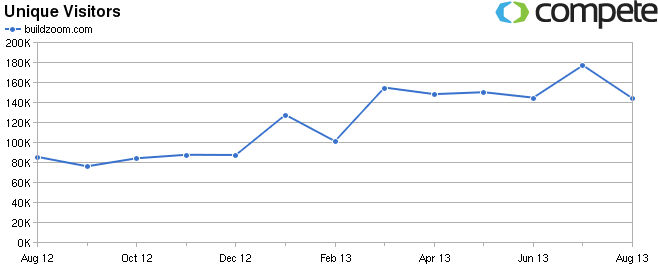 Unique Visitors
compete
buildzoom.com
200K
180K
160K
140K
120K
100K
80K
60K
40K
20K
0K
Aug 12 Oct 12 Dec 12 Feb 13 Apr 13 Jun 13 Aug 13